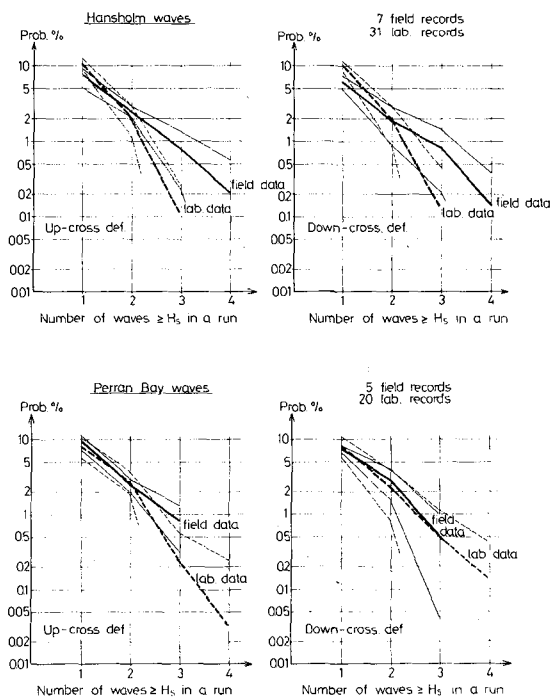 Hansholm waves
7 field records
31 lab. records
Prob. %
10
5
2
1
05
02
01
005
002
001
field data
lab. data
Up-cross def.
1 2 3 4
Number of waves ≥ Hs in a run
Prob. %
10
5
2
1
05
02
01
005
002
001
field data
lab. data
Down-cross. def.
1 2 3 4
Number of waves ≥ Hs in a run
Perran Bay waves
5 field records
20 lab. records
Prob. %
10
5
2
1
05
02
01
005
002
001
field data
lab. data
Up-cross def
1 2 3 4
Number of waves ≥ Hs in a run
Prob. %
10
5
2
1
05
02
01
005
002
001
field
data
lab. data
Down-cross. def
1 2 3 4
Number of waves ≥ Hs in a run